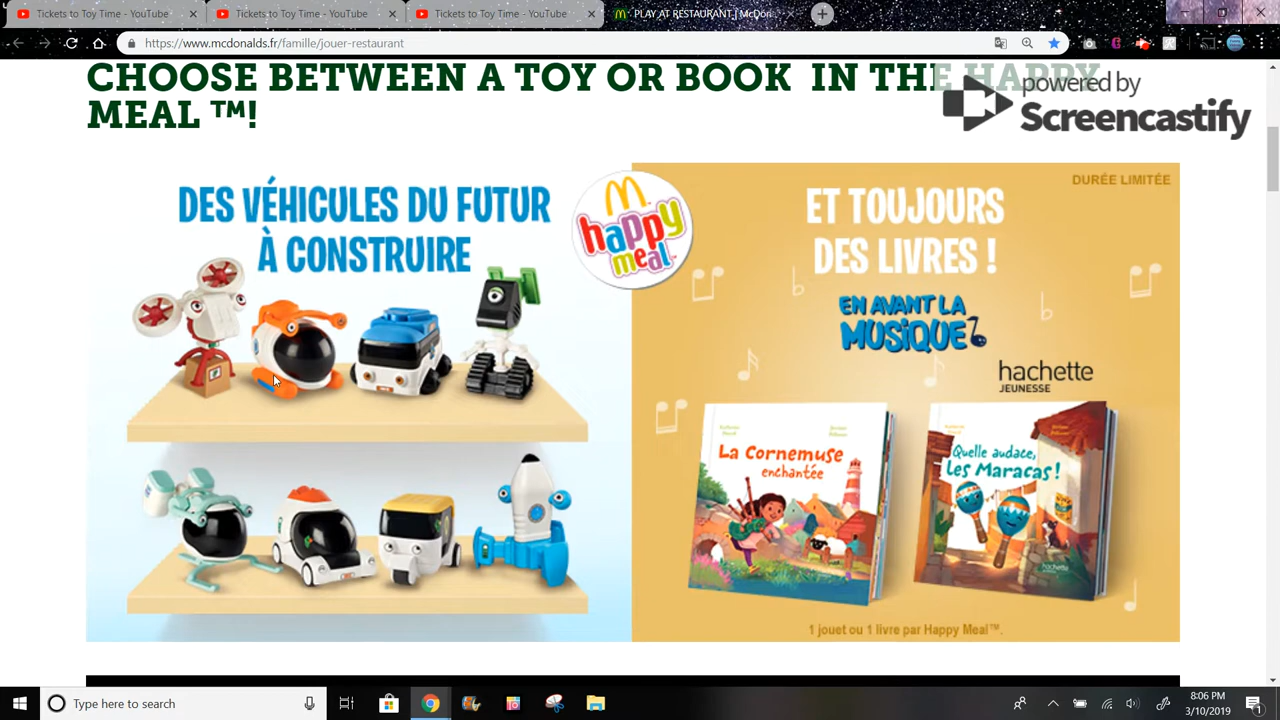 Tickets to Toy Time - YouTube
Tickets to Toy Time - YouTube
Tickets to Toy Time - YouTube
PLAY AT RESTAURANT | McDon
https://www.mcdonalds.fr/famille/jouer-restaurant
CHOOSE BETWEEN A TOY OR BOOK IN THE HAPPY
MEAL ™!
powered by
Screencastify
DES VÉHICULES DU FUTUR
À CONSTRUIRE
happy
meal
DURÉE LIMITÉE
ET TOUJOURS
DES LIVRES !
EN AVANT LA
MUSIQUE
hachette
JEUNESSE
La Cornemuse
enchantée
Quelle audace,
les Maracas !
hachette
1 jouet ou 1 livre par Happy Meal™.
Type here to search
8:06 PM
3/10/2019
1